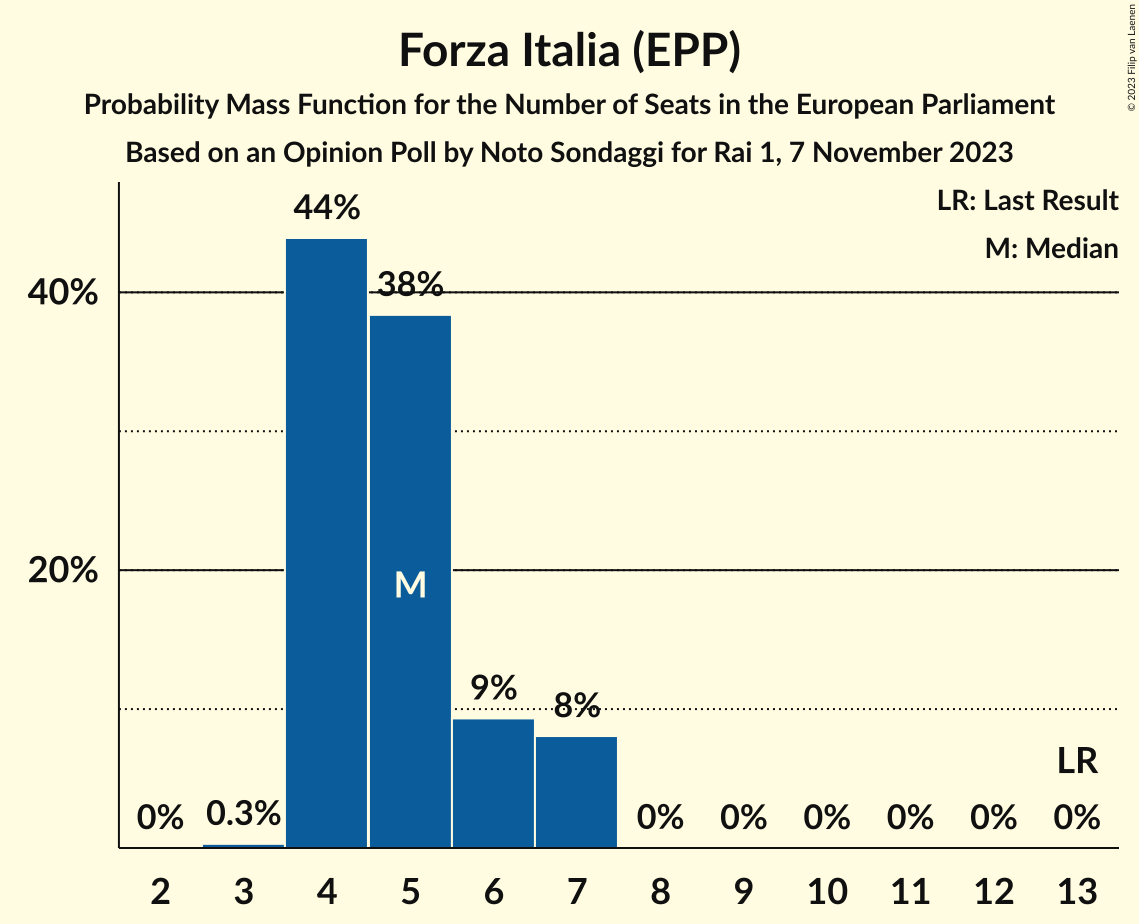 © 2023 Filip van Laenen
Forza Italia (EPP)
Probability Mass Function for the Number of Seats in the European Parliament
Based on an Opinion Poll by Noto Sondaggi for Rai 1, 7 November 2023
LR: Last Result
M: Median
44%
38%
40%
20%
M
9%
8%
LR
0% 0.3% 0% 0% 0% 0% 0% 0%
2 3 4 5 6 7 8 9 10 11 12 13